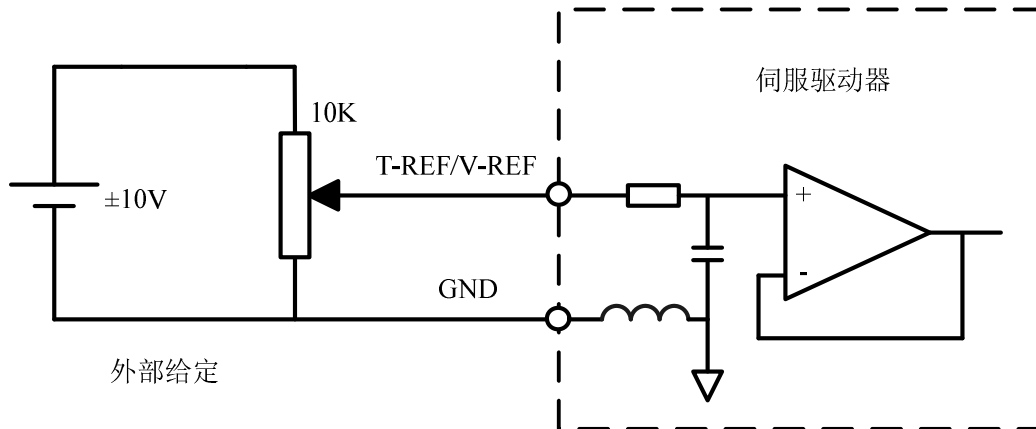 伺服驱动器
10K
T-REF/V-REF
±10V
+
-
GND
外部给定